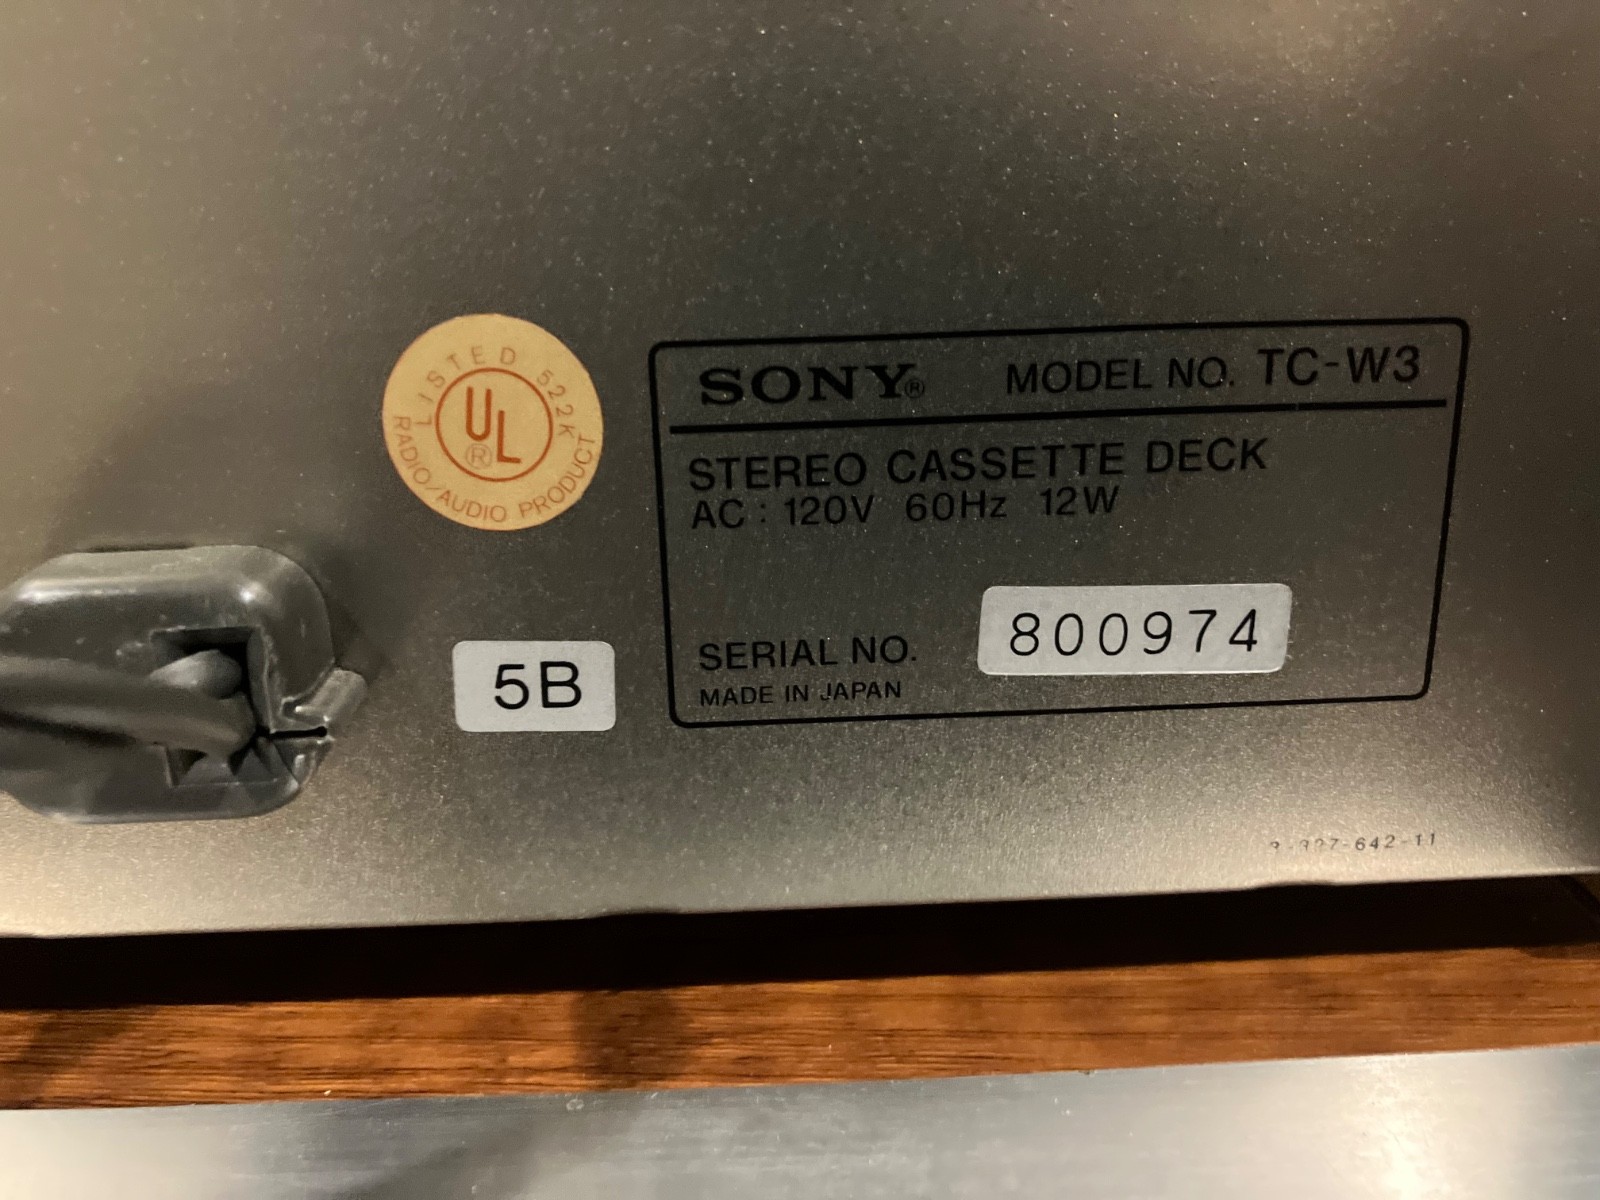 LISTED 522K
UL®
RADIO/AUDIO PRODUCT
SONY® MODEL NO. TC-W3
STEREO CASSETTE DECK
AC : 120V 60Hz 12W
5B
SERIAL NO. 800974
MADE IN JAPAN